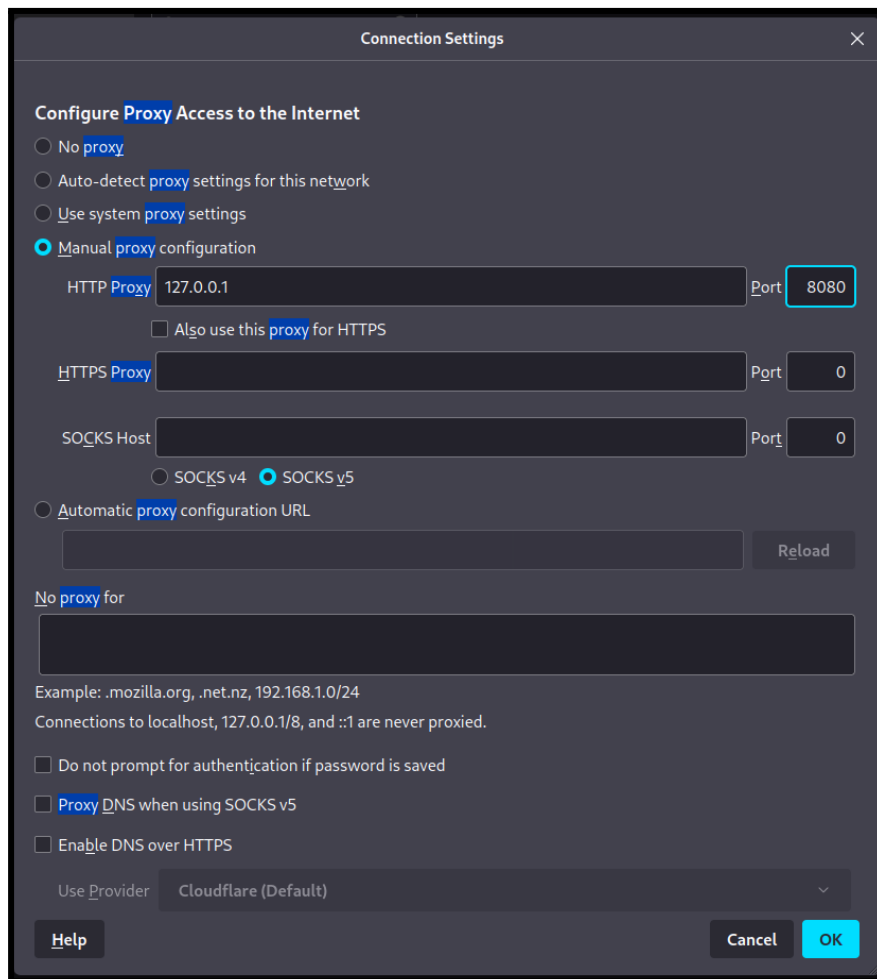 Connection Settings
Configure Proxy Access to the Internet
No proxy
Auto-detect proxy settings for this network
Use system proxy settings
Manual proxy configuration
HTTP Proxy 127.0.0.1 Port 8080
Also use this proxy for HTTPS
HTTPS Proxy Port 0
SOCKS Host Port 0
SOCKS v4 SOCKS v5
Automatic proxy configuration URL
Reload
No proxy for
Example: .mozilla.org, .net.nz, 192.168.1.0/24
Connections to localhost, 127.0.0.1/8, and ::1 are never proxied.
Do not prompt for authentication if password is saved
Proxy DNS when using SOCKS v5
Enable DNS over HTTPS
Use Provider Cloudflare (Default)
Help Cancel OK